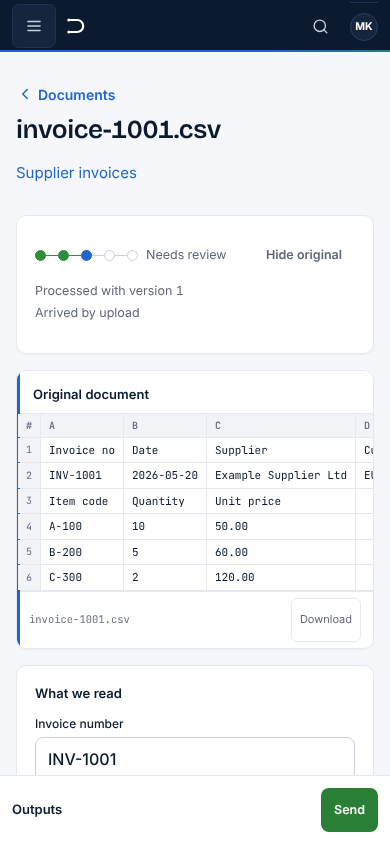 MK
Documents
invoice-1001.csv
Supplier invoices
Needs review Hide original
Processed with version 1
Arrived by upload
Original document
# A B C D
1 Invoice no Date Supplier
2 INV-1001 2026-05-20 Example Supplier Ltd
3 Item code Quantity Unit price
4 A-100 10 50.00
5 B-200 5 60.00
6 C-300 2 120.00
invoice-1001.csv Download
What we read
Invoice number
INV-1001
Outputs Send